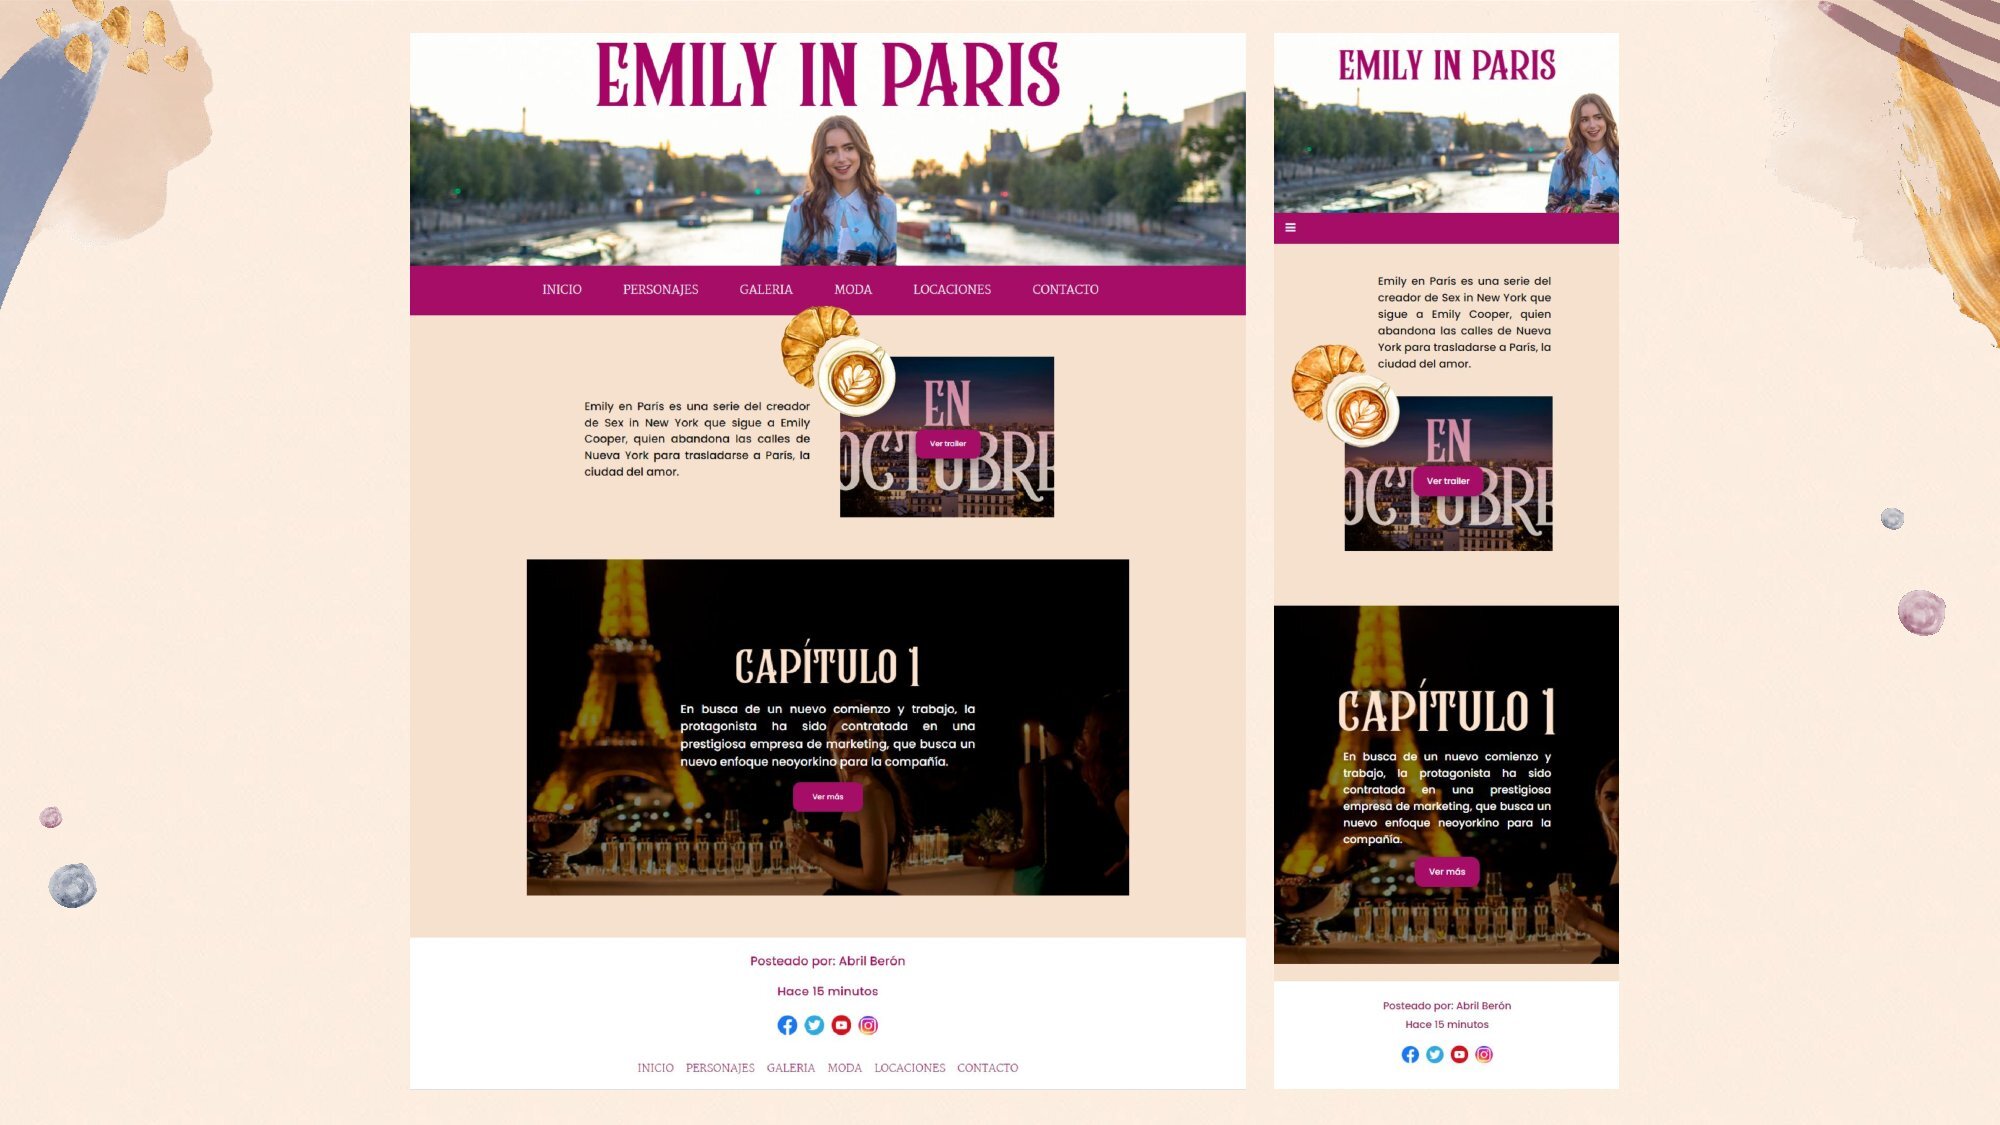 EMILY IN PARIS
INICIO PERSONAJES GALERIA MODA LOCACIONES CONTACTO
Emily en París es una serie del creador
de Sex in New York que sigue a Emily
Cooper, quien abandona las calles de
Nueva York para trasladarse a París, la
ciudad del amor.
EN
OCTUBRE
Ver trailer
CAPÍTULO 1
En busca de un nuevo comienzo y trabajo, la
protagonista ha sido contratada en una
prestigiosa empresa de marketing, que busca un
nuevo enfoque neoyorkino para la compañía.
Ver más
Posteado por: Abril Berón
Hace 15 minutos
INICIO PERSONAJES GALERIA MODA LOCACIONES CONTACTO
EMILY IN PARIS
Emily en París es una serie del
creador de Sex in New York que
sigue a Emily Cooper, quien
abandona las calles de Nueva
York para trasladarse a París, la
ciudad del amor.
EN
OCTUBRE
Ver trailer
CAPÍTULO 1
En busca de un nuevo comienzo y
trabajo, la protagonista ha sido
contratada en una prestigiosa
empresa de marketing, que busca un
nuevo enfoque neoyorkino para la
compañía.
Ver más
Posteado por: Abril Berón
Hace 15 minutos